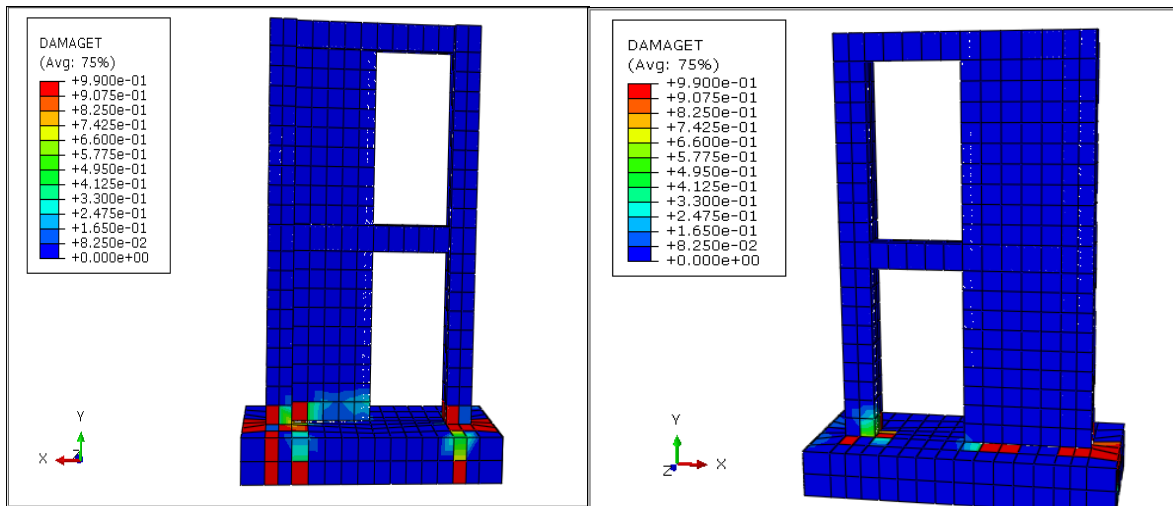 DAMAGET
(Avg: 75%)
+9.900e-01
+9.075e-01
+8.250e-01
+7.425e-01
+6.600e-01
+5.775e-01
+4.950e-01
+4.125e-01
+3.300e-01
+2.475e-01
+1.650e-01
+8.250e-02
+0.000e+00
Y
X
Z
DAMAGET
(Avg: 75%)
+9.900e-01
+9.075e-01
+8.250e-01
+7.425e-01
+6.600e-01
+5.775e-01
+4.950e-01
+4.125e-01
+3.300e-01
+2.475e-01
+1.650e-01
+8.250e-02
+0.000e+00
Y
X
Z